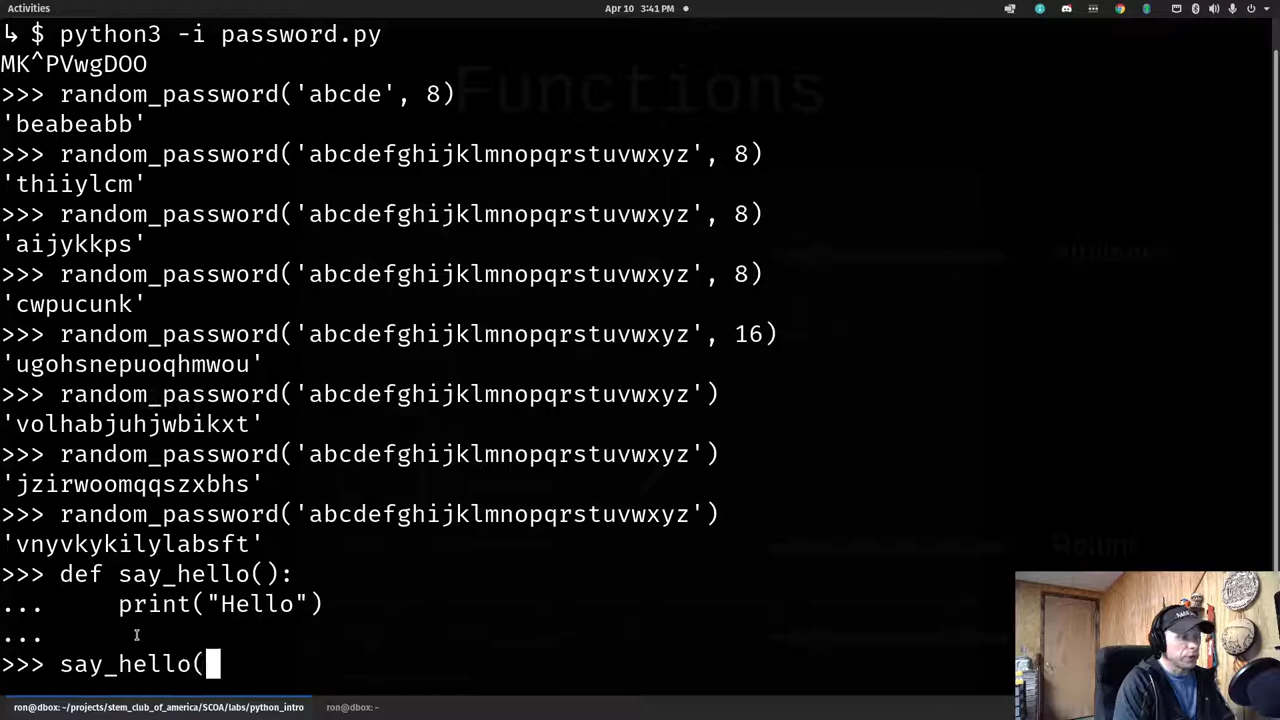 Activities
Apr 10 3:41 PM
↳ $ python3 -i password.py
MK^PVwgDOO
>>> random_password('abcde', 8)
'beabeabb'
>>> random_password('abcdefghijklmnopqrstuvwxyz', 8)
'thiiylcm'
>>> random_password('abcdefghijklmnopqrstuvwxyz', 8)
'aijykkps'
>>> random_password('abcdefghijklmnopqrstuvwxyz', 8)
'cwpucunk'
>>> random_password('abcdefghijklmnopqrstuvwxyz', 16)
'ugohsnepuoqhmwou'
>>> random_password('abcdefghijklmnopqrstuvwxyz')
'volhabjuhjwbikxt'
>>> random_password('abcdefghijklmnopqrstuvwxyz')
'jzirwoomqqszxbhs'
>>> random_password('abcdefghijklmnopqrstuvwxyz')
'vnyvkykilylabsft'
>>> def say_hello():
...     print("Hello")
...
>>> say_hello(
Functions
ron@dbox: ~/projects/stem_club_of_america/SCOA/labs/python_intro
ron@dbox: ~